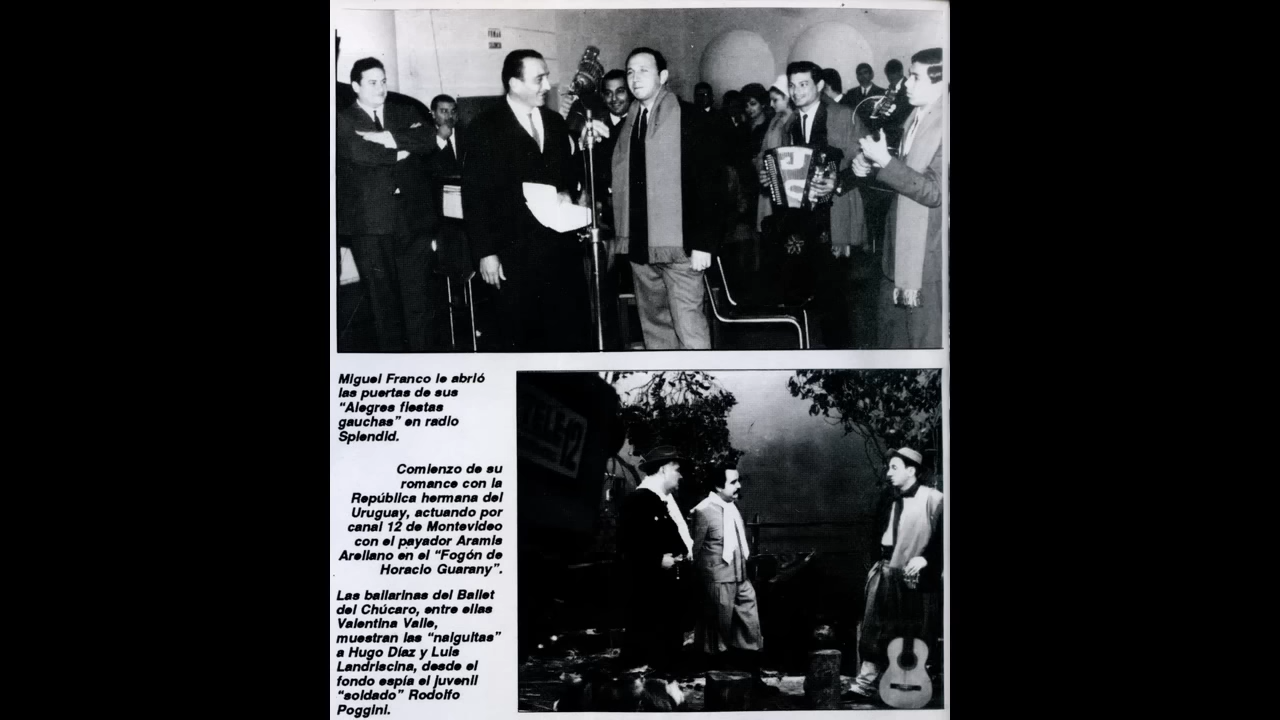 Miguel Franco le abrió
las puertas de sus
“Alegres fiestas
gauchas” en radio
Splendid.
Comienzo de su
romance con la
República hermana del
Uruguay, actuando por
canal 12 de Montevideo
con el payador Aramis
Arellano en el “Fogón de
Horacio Guarany”.
Las bailarinas del Ballet
del Chúcaro, entre ellas
Valentina Valle,
muestran las “nalguitas”
a Hugo Díaz y Luis
Landriscina, desde el
fondo espía el juvenil
“soldado” Rodolfo
Poggini.
TELE
12